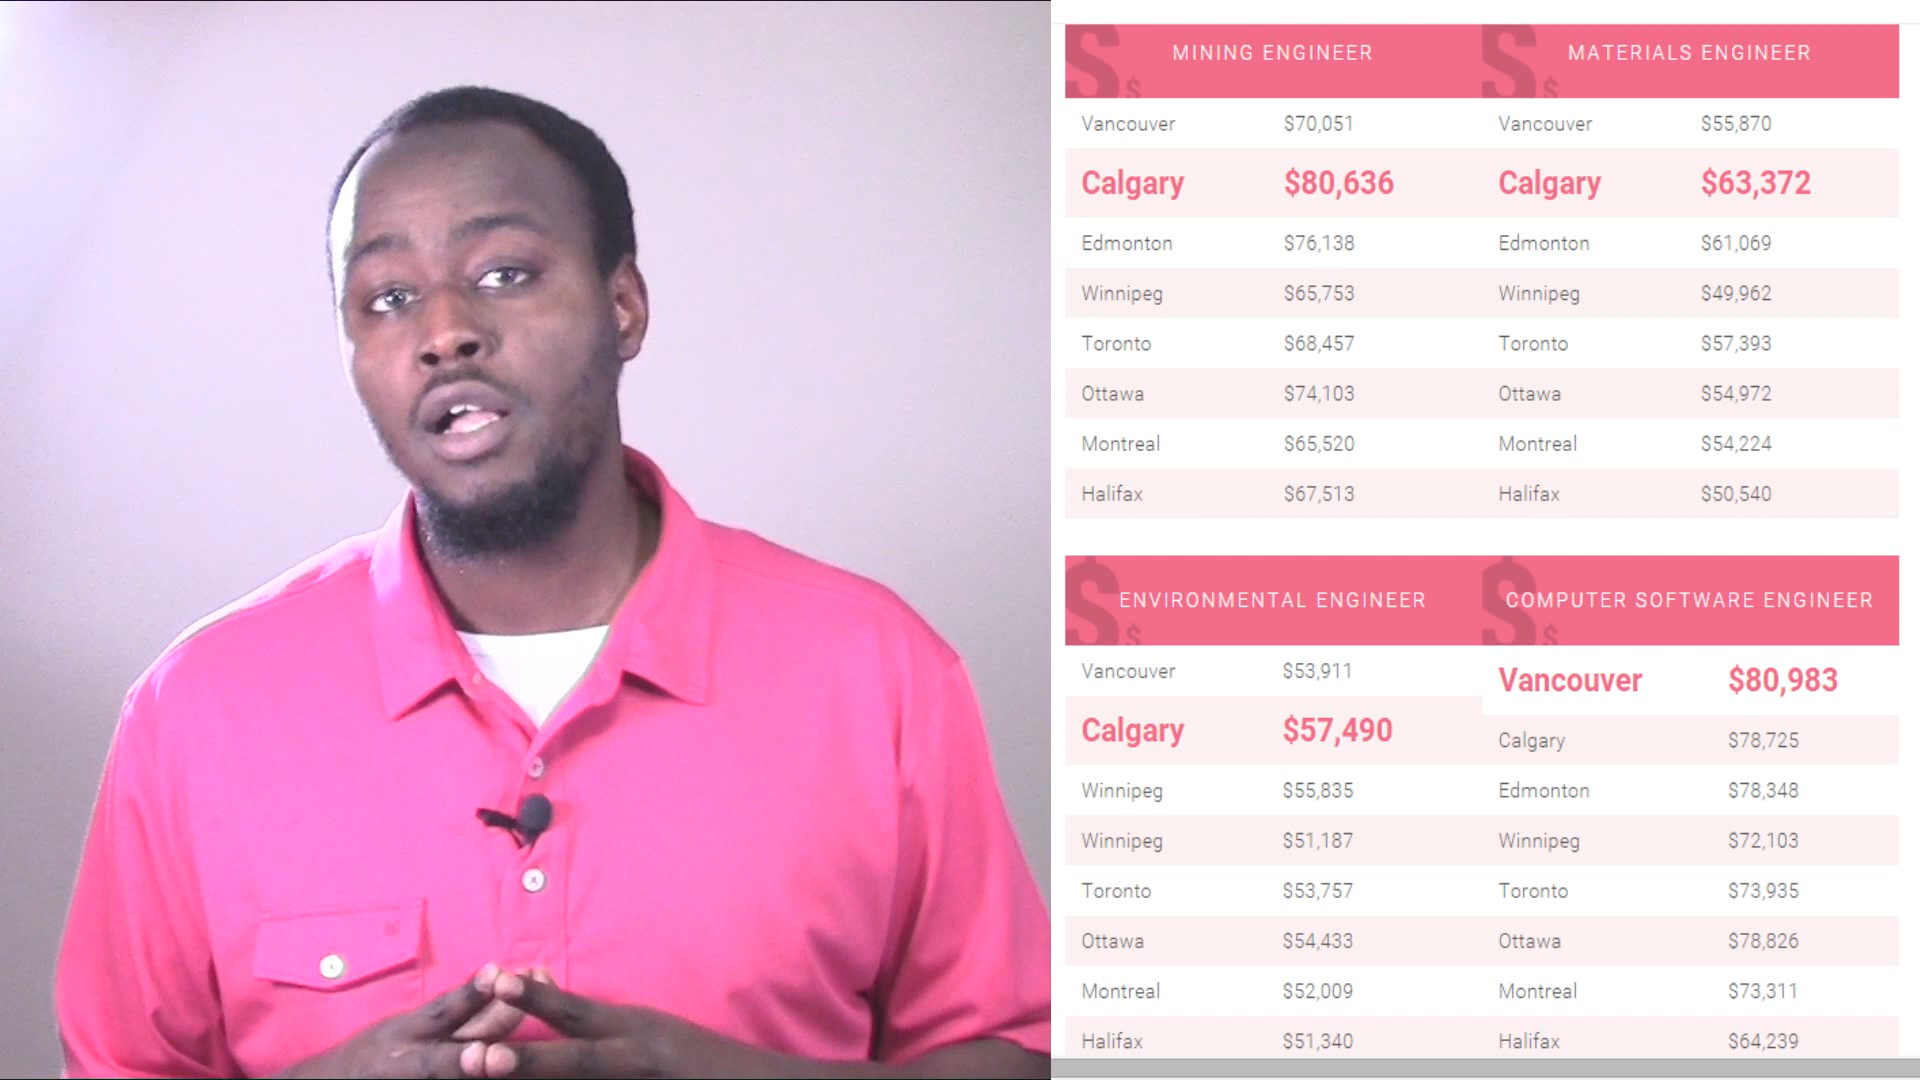 MINING ENGINEER MATERIALS ENGINEER
Vancouver $70,051 Vancouver $55,870
Calgary $80,636 Calgary $63,372
Edmonton $76,138 Edmonton $61,069
Winnipeg $65,753 Winnipeg $49,962
Toronto $68,457 Toronto $57,393
Ottawa $74,103 Ottawa $54,972
Montreal $65,520 Montreal $54,224
Halifax $67,513 Halifax $50,540
ENVIRONMENTAL ENGINEER COMPUTER SOFTWARE ENGINEER
Vancouver $53,911 Vancouver $80,983
Calgary $57,490 Calgary $78,725
Winnipeg $55,835 Edmonton $78,348
Winnipeg $51,187 Winnipeg $72,103
Toronto $53,757 Toronto $73,935
Ottawa $54,433 Ottawa $78,826
Montreal $52,009 Montreal $73,311
Halifax $51,340 Halifax $64,239